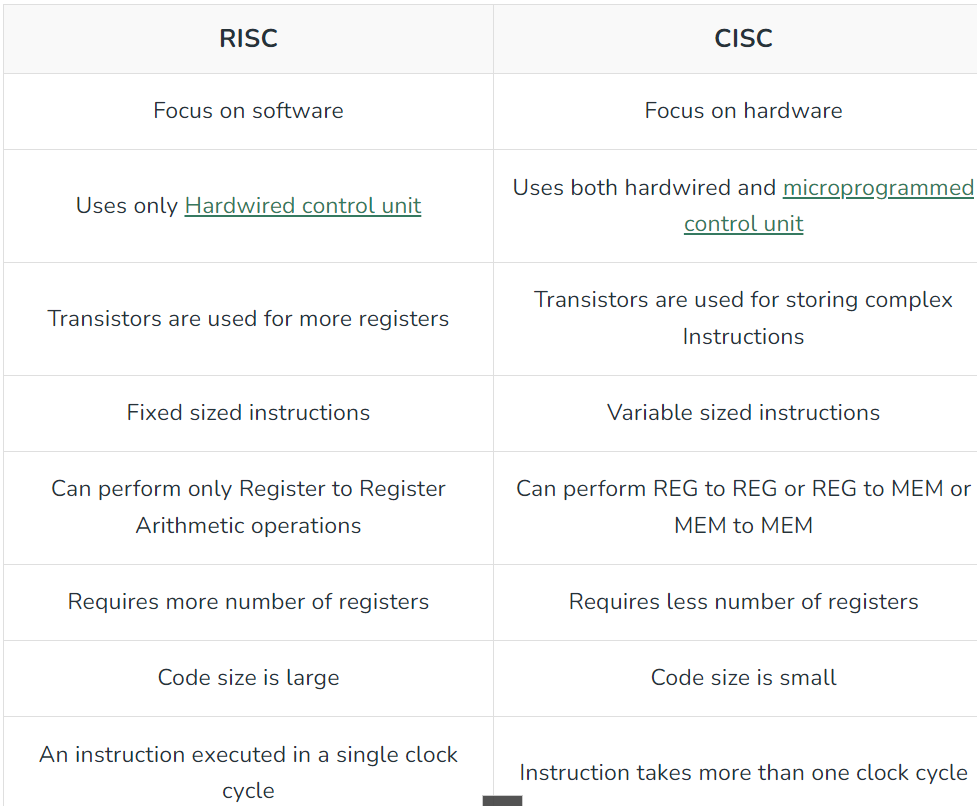 RISC
CISC
Focus on software
Focus on hardware
Uses only Hardwired control unit
Uses both hardwired and microprogrammed
control unit
Transistors are used for more registers
Transistors are used for storing complex
Instructions
Fixed sized instructions
Variable sized instructions
Can perform only Register to Register
Arithmetic operations
Can perform REG to REG or REG to MEM or
MEM to MEM
Requires more number of registers
Requires less number of registers
Code size is large
Code size is small
An instruction executed in a single clock
cycle
Instruction takes more than one clock cycle